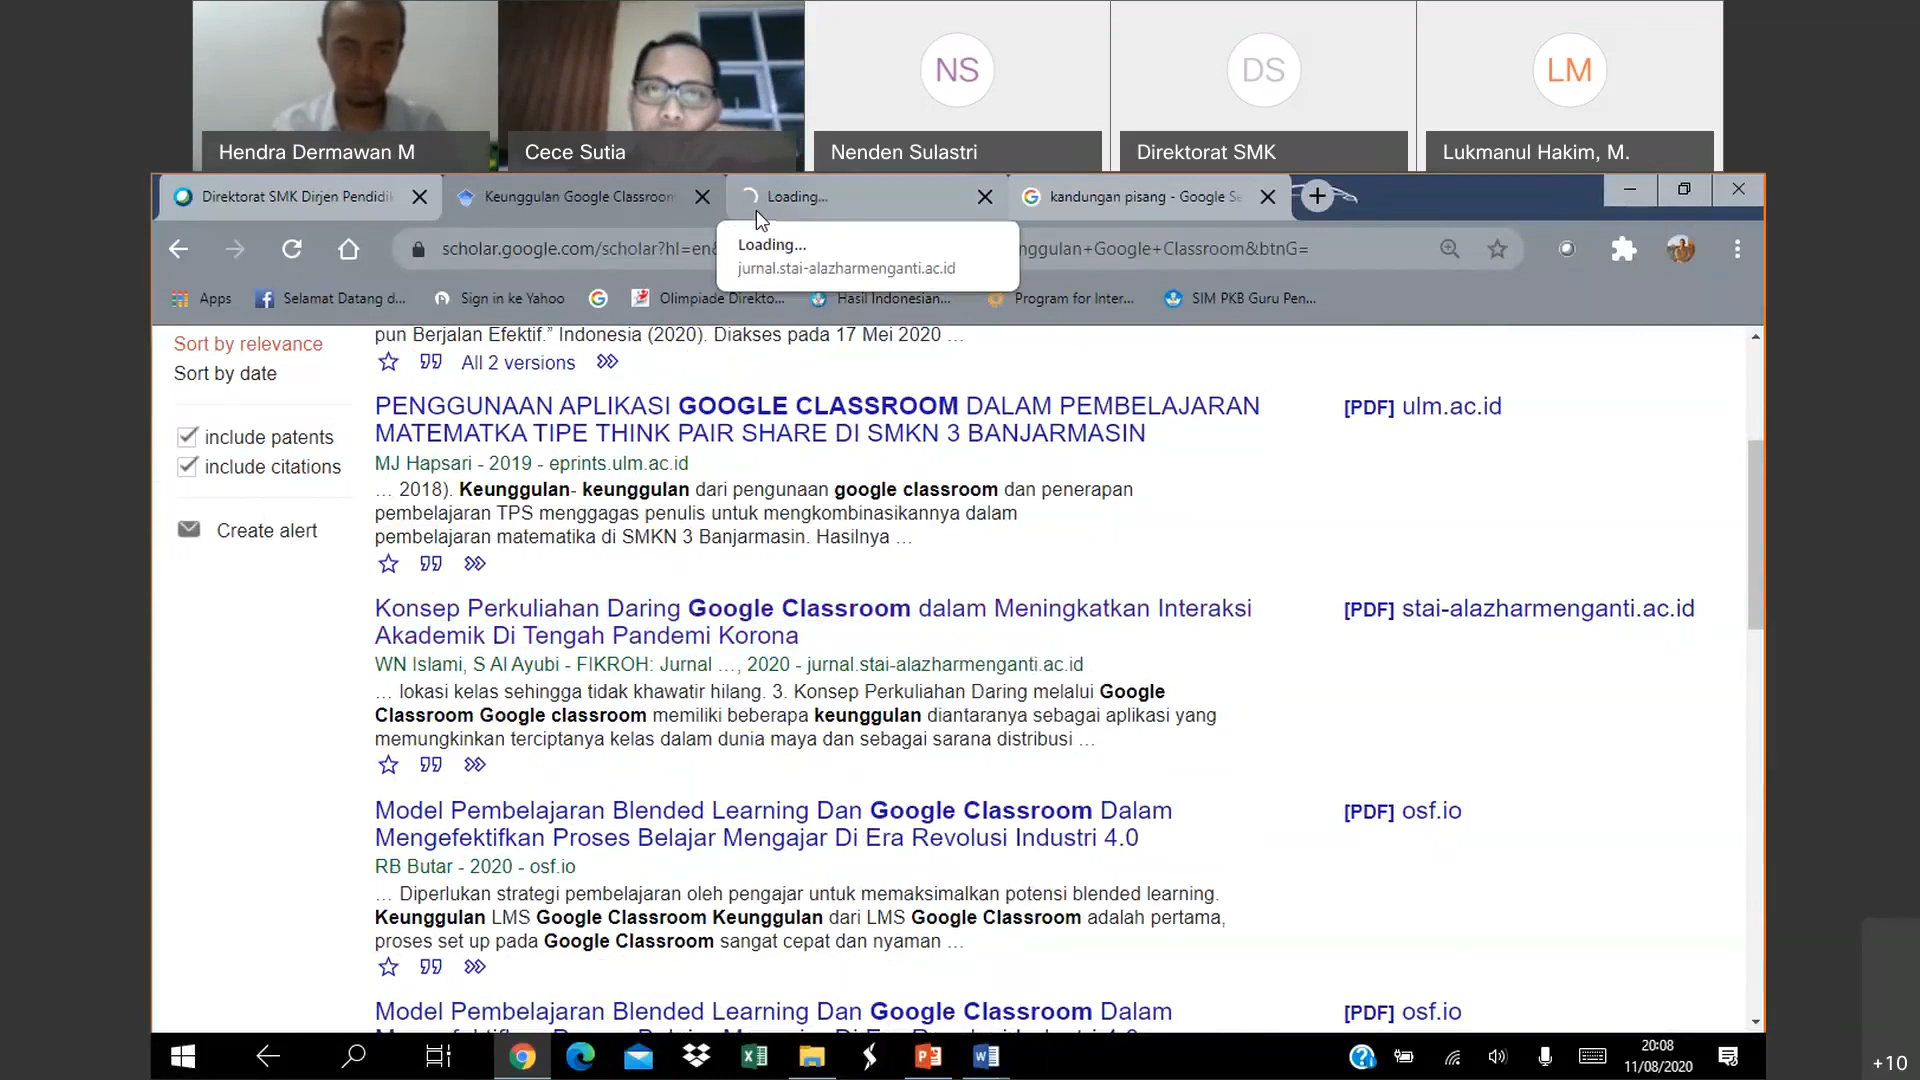 NS
DS
LM
Hendra Dermawan M
Cece Sutia
Nenden Sulastri
Direktorat SMK
Lukmanul Hakim, M.
Direktorat SMK Dirjen Pendidik
Keunggulan Google Classroom
Loading...
kandungan pisang - Google Se
scholar.google.com/scholar?hl=en&
nggulan+Google+Classroom&btnG=
Loading...
jurnal.stai-alazharmenganti.ac.id
Apps
Selamat Datang d...
Sign in ke Yahoo
Olimpiade Direkto...
Hasil Indonesian...
Program for Inter...
SIM PKB Guru Pen...
Sort by relevance
Sort by date
include patents
include citations
Create alert
pun Berjalan Efektif.” Indonesia (2020). Diakses pada 17 Mei 2020 …
All 2 versions
PENGGUNAAN APLIKASI GOOGLE CLASSROOM DALAM PEMBELAJARAN
MATEMATKA TIPE THINK PAIR SHARE DI SMKN 3 BANJARMASIN
[PDF] ulm.ac.id
MJ Hapsari - 2019 - eprints.ulm.ac.id
… 2018). Keunggulan- keunggulan dari pengunaan google classroom dan penerapan
pembelajaran TPS menggagas penulis untuk mengkombinasikannya dalam
pembelajaran matematika di SMKN 3 Banjarmasin. Hasilnya …
Konsep Perkuliahan Daring Google Classroom dalam Meningkatkan Interaksi
Akademik Di Tengah Pandemi Korona
[PDF] stai-alazharmenganti.ac.id
WN Islami, S Al Ayubi - FIKROH: Jurnal …, 2020 - jurnal.stai-alazharmenganti.ac.id
… lokasi kelas sehingga tidak khawatir hilang. 3. Konsep Perkuliahan Daring melalui Google
Classroom Google classroom memiliki beberapa keunggulan diantaranya sebagai aplikasi yang
memungkinkan terciptanya kelas dalam dunia maya dan sebagai sarana distribusi …
Model Pembelajaran Blended Learning Dan Google Classroom Dalam
Mengefektifkan Proses Belajar Mengajar Di Era Revolusi Industri 4.0
[PDF] osf.io
RB Butar - 2020 - osf.io
… Diperlukan strategi pembelajaran oleh pengajar untuk memaksimalkan potensi blended learning.
Keunggulan LMS Google Classroom Keunggulan dari LMS Google Classroom adalah pertama,
proses set up pada Google Classroom sangat cepat dan nyaman …
Model Pembelajaran Blended Learning Dan Google Classroom Dalam
[PDF] osf.io
20:08
11/08/2020
+10